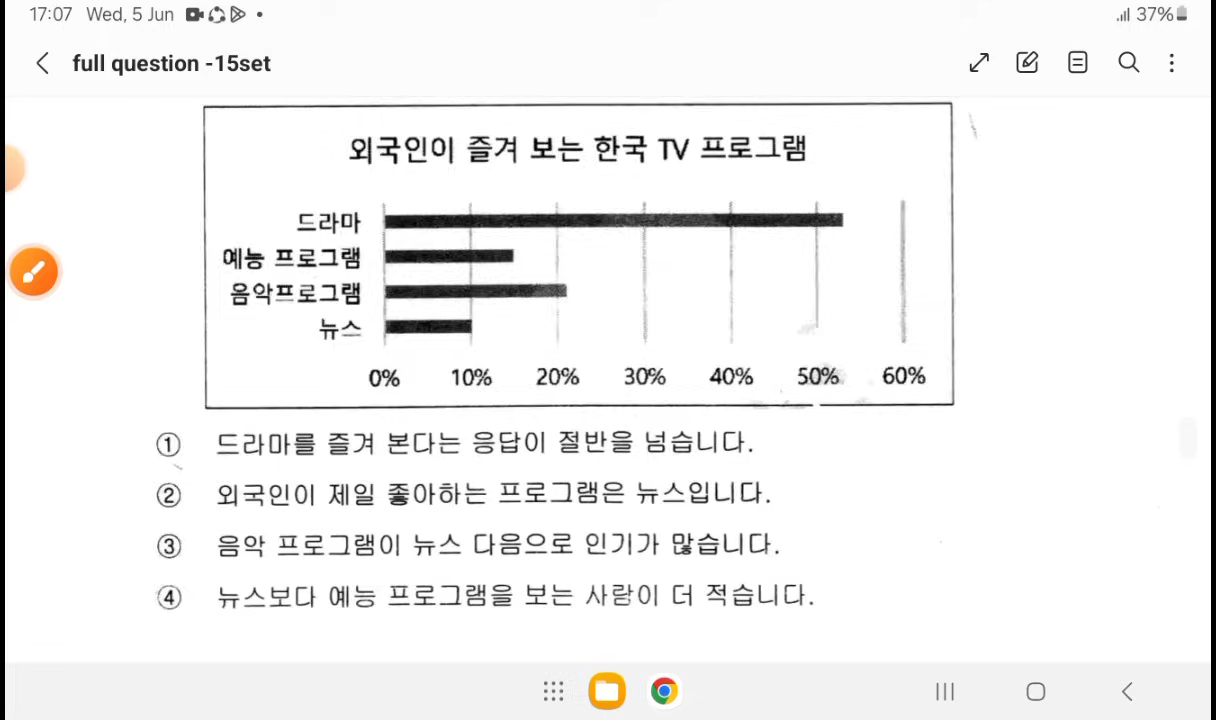 17:07 Wed, 5 Jun 37%
full question -15set
외국인이 즐겨 보는 한국 TV 프로그램
드라마
예능 프로그램
음악프로그램
뉴스
0% 10% 20% 30% 40% 50% 60%
① 드라마를 즐겨 본다는 응답이 절반을 넘습니다.
② 외국인이 제일 좋아하는 프로그램은 뉴스입니다.
③ 음악 프로그램이 뉴스 다음으로 인기가 많습니다.
④ 뉴스보다 예능 프로그램을 보는 사람이 더 적습니다.